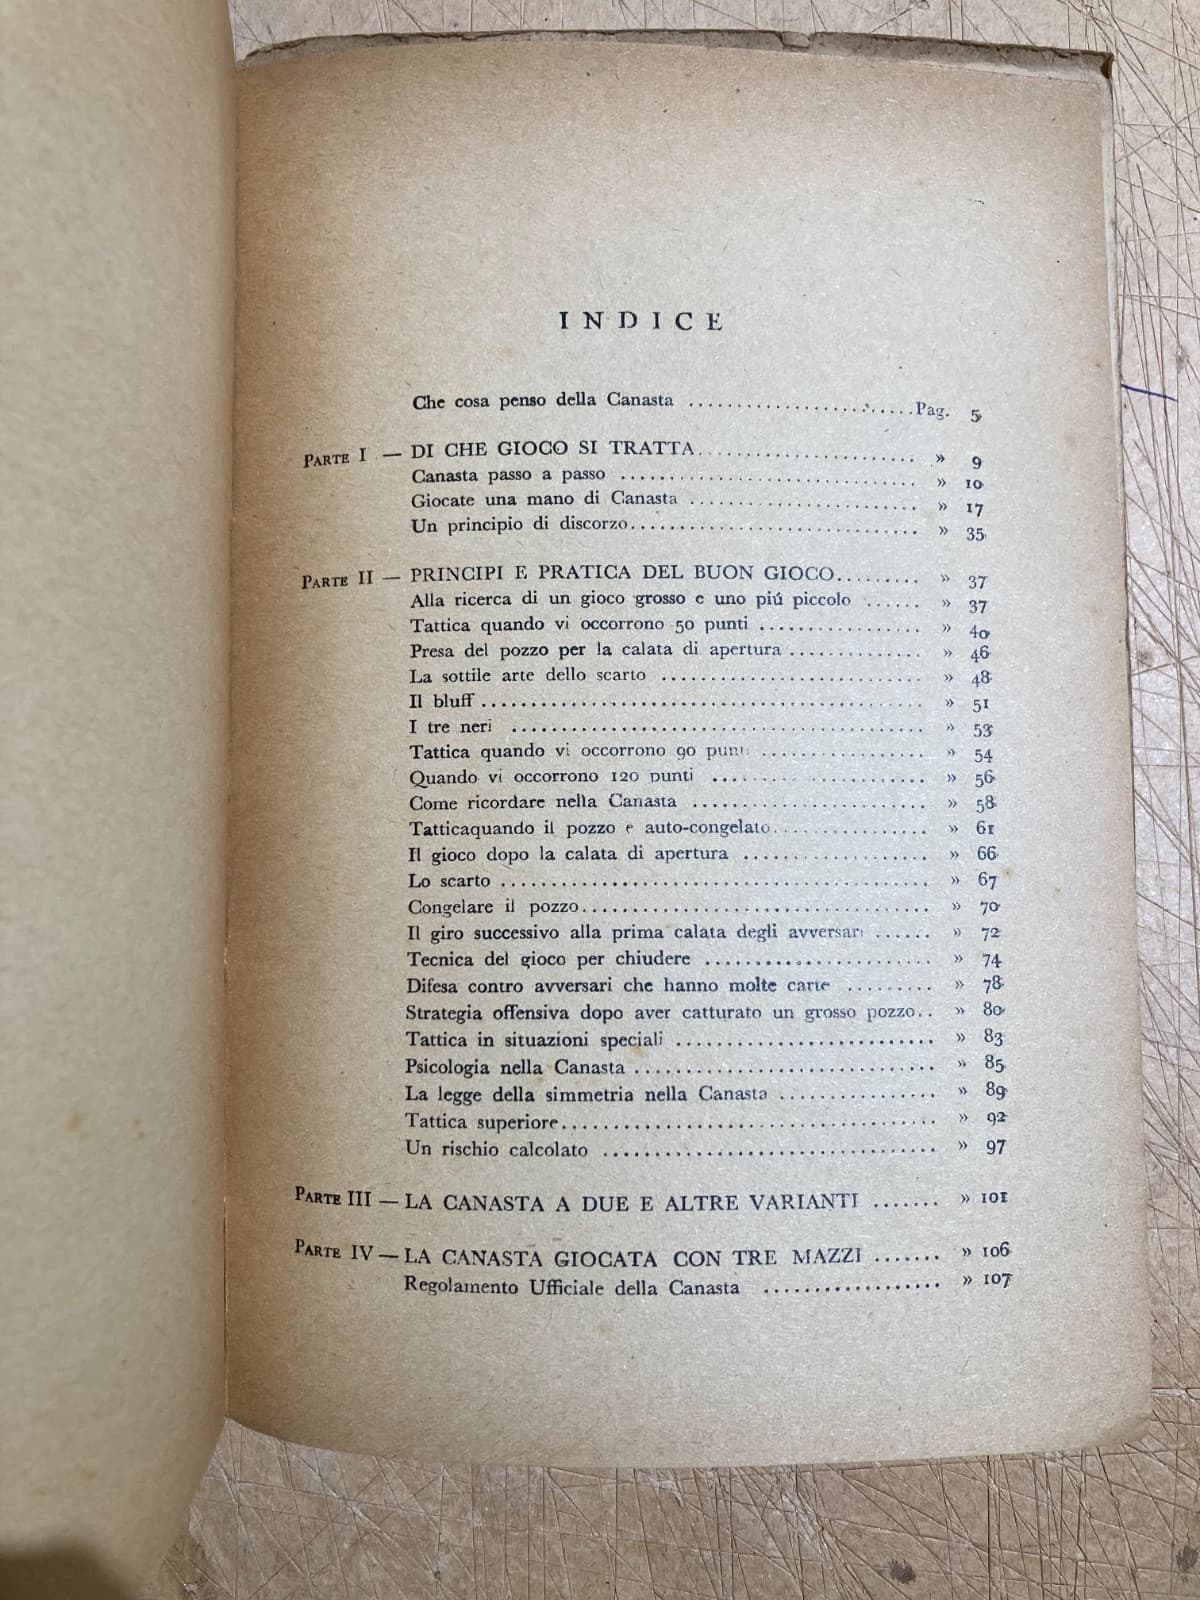 INDICE
Che cosa penso della Canasta ........................ Pag. 5
PARTE I — DI CHE GIOCO SI TRATTA ....................... » 9
Canasta passo a passo ............................... » 10
Giocate una mano di Canasta ........................ » 17
Un principio di discorzo.............................. » 35
PARTE II — PRINCIPI E PRATICA DEL BUON GIOCO......... » 37
Alla ricerca di un gioco grosso e uno piú piccolo ...... » 37
Tattica quando vi occorrono 50 punti ................. » 40
Presa del pozzo per la calata di apertura .............. » 46
La sottile arte dello scarto ........................... » 48
Il bluff .............................................. » 51
I tre neri ........................................... » 53
Tattica quando vi occorrono 90 punti ................. » 54
Quando vi occorrono 120 punti ...................... » 56
Come ricordare nella Canasta ........................ » 58
Tatticaquando il pozzo e auto-congelato................ » 61
Il gioco dopo la calata di apertura ................... » 66
Lo scarto ............................................ » 67
Congelare il pozzo.................................... » 70
Il giro successivo alla prima calata degli avversari ...... » 72
Tecnica del gioco per chiudere ....................... » 74
Difesa contro avversari che hanno molte carte ......... » 78
Strategia offensiva dopo aver catturato un grosso pozzo.. » 80
Tattica in situazioni speciali .......................... » 83
Psicologia nella Canasta ............................... » 85
La legge della simmetria nella Canasta ................ » 89
Tattica superiore...................................... » 92
Un rischio calcolato .................................. » 97
PARTE III — LA CANASTA A DUE E ALTRE VARIANTI ....... » 101
PARTE IV — LA CANASTA GIOCATA CON TRE MAZZI ....... » 106
Regolamento Ufficiale della Canasta .................. » 107